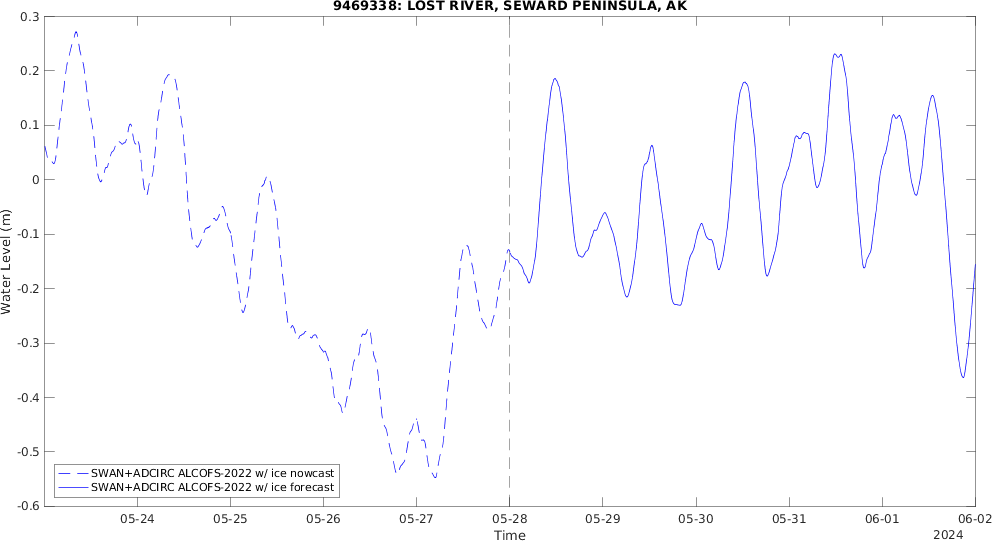 9469338: LOST RIVER, SEWARD PENINSULA, AK
0.3
0.2
0.1
0
-0.1
-0.2
-0.3
-0.4
-0.5
-0.6
Water Level (m)
SWAN+ADCIRC ALCOFS-2022 w/ ice nowcast
SWAN+ADCIRC ALCOFS-2022 w/ ice forecast
05-24 05-25 05-26 05-27 05-28 05-29 05-30 05-31 06-01 06-02
Time
2024